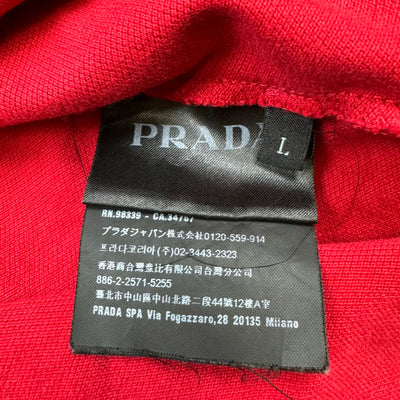 PRADA
L
RN.98339 - CA.34707
プラダジャパン株式会社0120-559-914
프라다코리아 (주)02-3443-2323
香港商台灣普比有限公司台灣分公司
886-2-2571-5255
臺北市中山區中山北路二段44號12樓A室
PRADA SPA Via Fogazzaro,28 20135 Milano